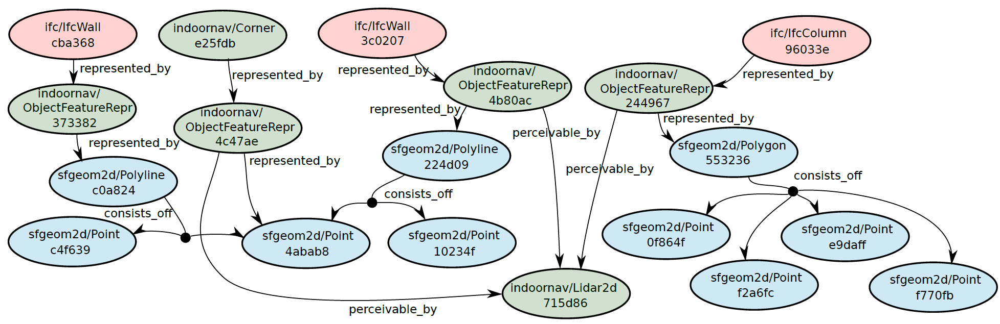 ifc/IfcWall
cba368
indoornav/Corner
e25fdb
ifc/IfcWall
3c0207
ifc/IfcColumn
96033e
represented_by
represented_by
represented_by
represented_by
indoornav/
ObjectFeatureRepr
373382
indoornav/
ObjectFeatureRepr
4c47ae
indoornav/
ObjectFeatureRepr
4b80ac
indoornav/
ObjectFeatureRepr
244967
represented_by
represented_by
represented_by
represented_by
perceivable_by
perceivable_by
sfgeom2d/Polyline
c0a824
sfgeom2d/Polyline
224d09
sfgeom2d/Polygon
553236
consists_off
consists_off
consists_off
sfgeom2d/Point
c4f639
sfgeom2d/Point
4abab8
sfgeom2d/Point
10234f
sfgeom2d/Point
0f864f
sfgeom2d/Point
e9daff
sfgeom2d/Point
f2a6fc
sfgeom2d/Point
f770fb
indoornav/Lidar2d
715d86
perceivable_by